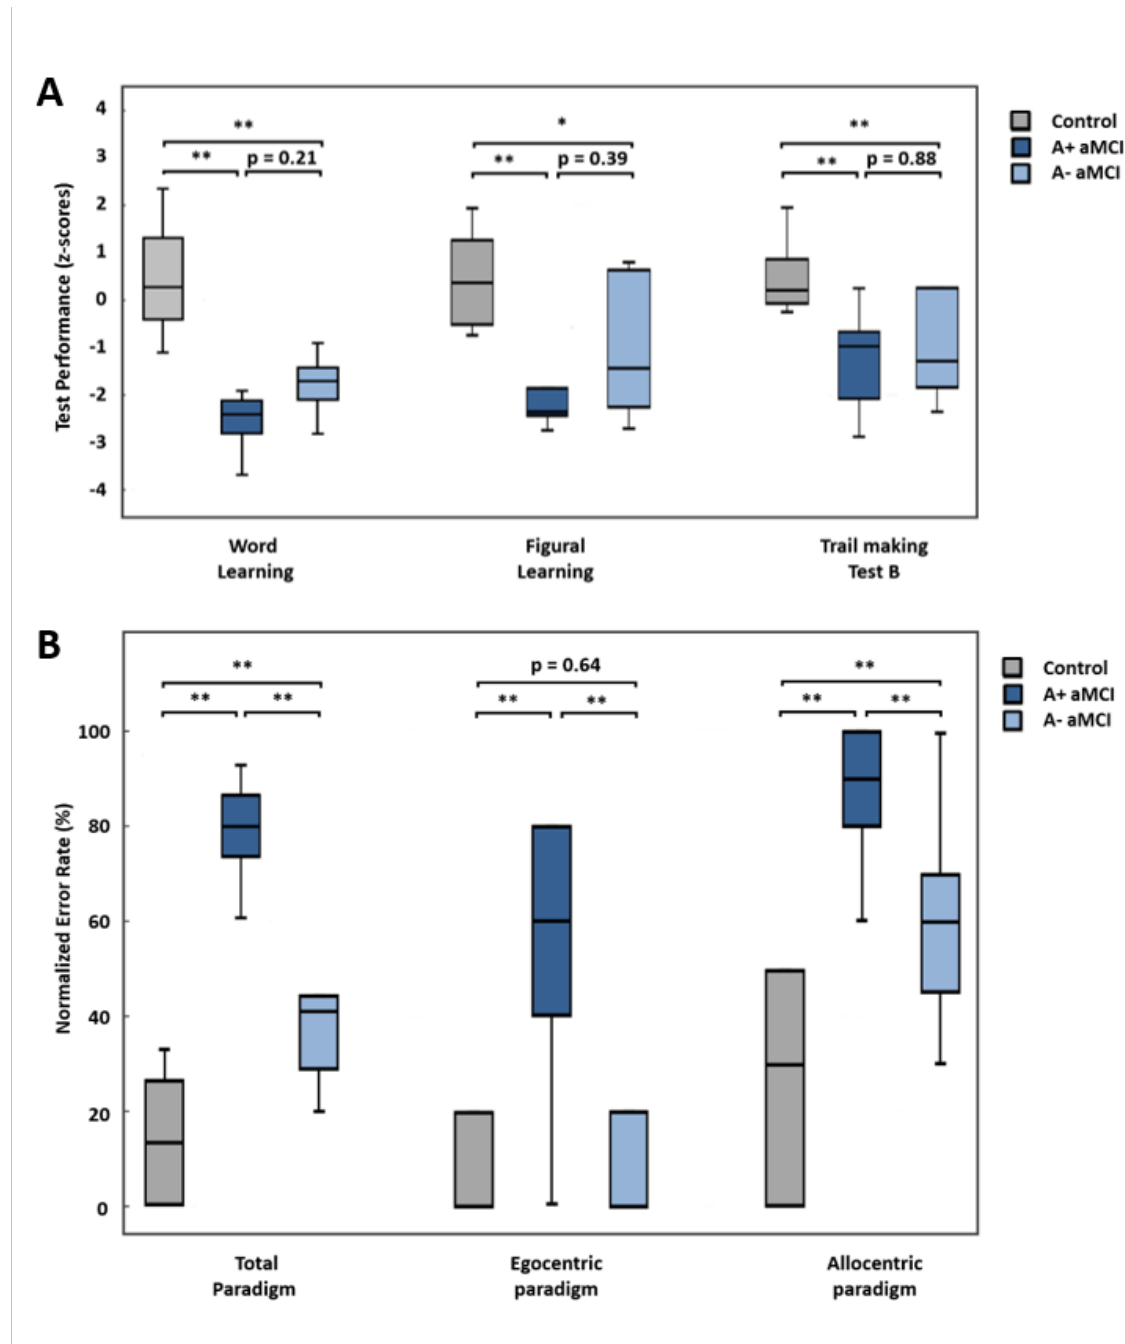 A
4
3
2
1
0
-1
-2
-3
-4
Test Performance (z-scores)
**
**
p = 0.21
*
**
p = 0.39
**
**
p = 0.88
Control
A+ aMCI
A- aMCI
Word
Learning
Figural
Learning
Trail making
Test B
B
100
80
60
40
20
0
Normalized Error Rate (%)
**
**
**
p = 0.64
**
**
**
**
**
Control
A+ aMCI
A- aMCI
Total
Paradigm
Egocentric
paradigm
Allocentric
paradigm